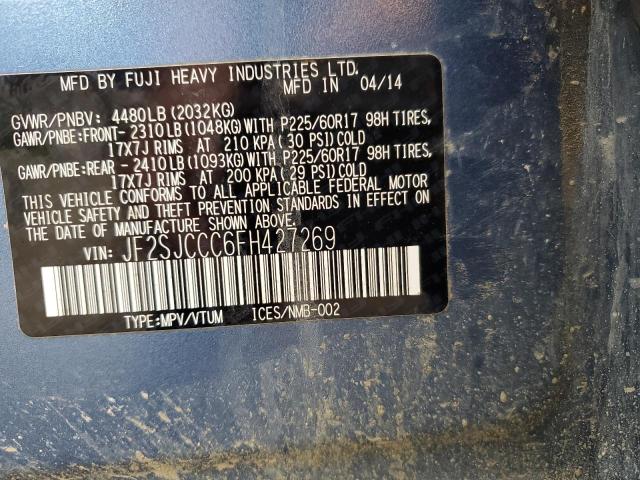 MFD BY FUJI HEAVY INDUSTRIES LTD.
MFD IN 04/14
GVWR/PNBV: 4480LB(2032KG)
GAWR/PNBE:FRONT- 2310LB(1048KG)WITH P225/60R17 98H TIRES,
17X7J RIMS AT 210 KPA(30 PSI)COLD
GAWR/PNBE:REAR - 2410LB(1093KG)WITH P225/60R17 98H TIRES,
17X7J RIMS AT 200 KPA(29 PSI)COLD
THIS VEHICLE CONFORMS TO ALL APPLICABLE FEDERAL MOTOR
VEHICLE SAFETY AND THEFT PREVENTION STANDARDS IN EFFECT ON
THE DATE OF MANUFACTURE SHOWN ABOVE.
VIN: JF2SJCCC6FH427269
TYPE:MPV/VTUM ICES/NMB-002